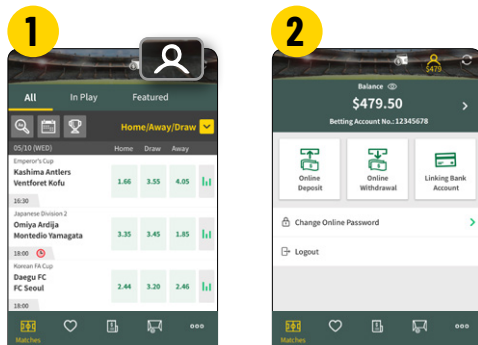 1
All In Play Featured
Home/Away/Draw
05/10 (WED) Home Draw Away
Emperor's Cup
Kashima Antlers
Ventforet Kofu
1.66 3.55 4.05
16:30
Japanese Division 2
Omiya Ardija
Montedio Yamagata
3.35 3.45 1.85
18:00
Korean FA Cup
Daegu FC
FC Seoul
2.44 3.20 2.46
18:00
Matches
2
$479
Balance
$479.50
Betting Account No.:12345678
Online
Deposit
Online
Withdrawal
Linking Bank
Account
Change Online Password
Logout
Matches